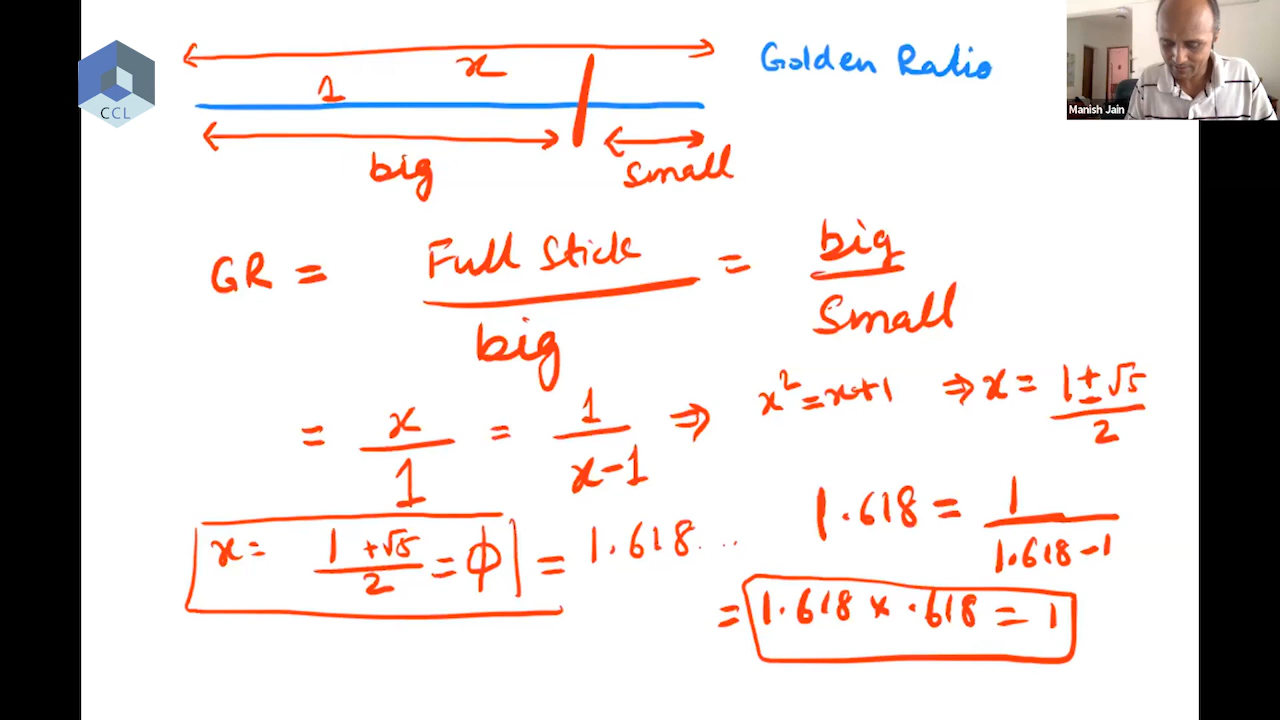 CCL
Golden Ratio
Manish Jain
x
1
big
small
GR = Full Stick / big = big / Small
= x / 1 = 1 / x-1 ⇒ x² = x+1 ⇒ x = 1 ± √5 / 2
x = 1 + √5 / 2 = φ = 1.618...
1.618 = 1 / 1.618-1
= 1.618 x .618 = 1